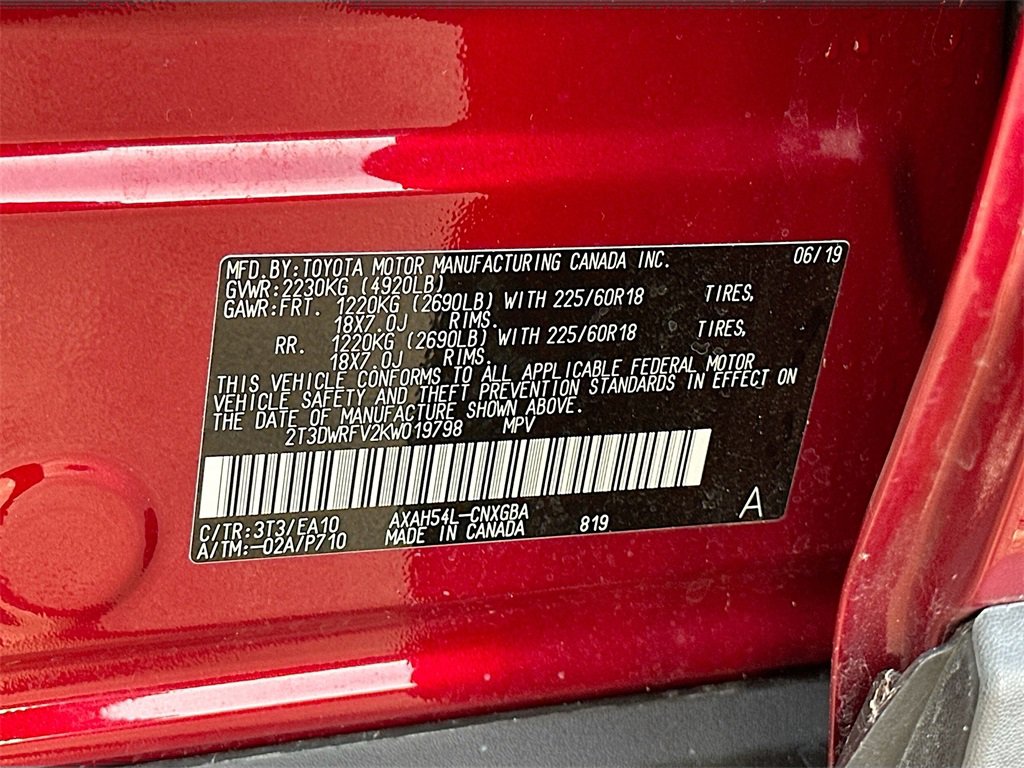 MFD.BY:TOYOTA MOTOR MANUFACTURING CANADA INC. 06/19
GVWR:2230KG (4920LB)
GAWR:FRT. 1220KG (2690LB) WITH 225/60R18 TIRES,
18X7.0J RIMS.
RR. 1220KG (2690LB) WITH 225/60R18 TIRES,
18X7.0J RIMS.
THIS VEHICLE CONFORMS TO ALL APPLICABLE FEDERAL MOTOR
VEHICLE SAFETY AND THEFT PREVENTION STANDARDS IN EFFECT ON
THE DATE OF MANUFACTURE SHOWN ABOVE.
2T3DWRFV2KW019798 MPV
C/TR:3T3/EA10 AXAH54L-CNXGBA 819 A
A/TM:-02A/P710 MADE IN CANADA